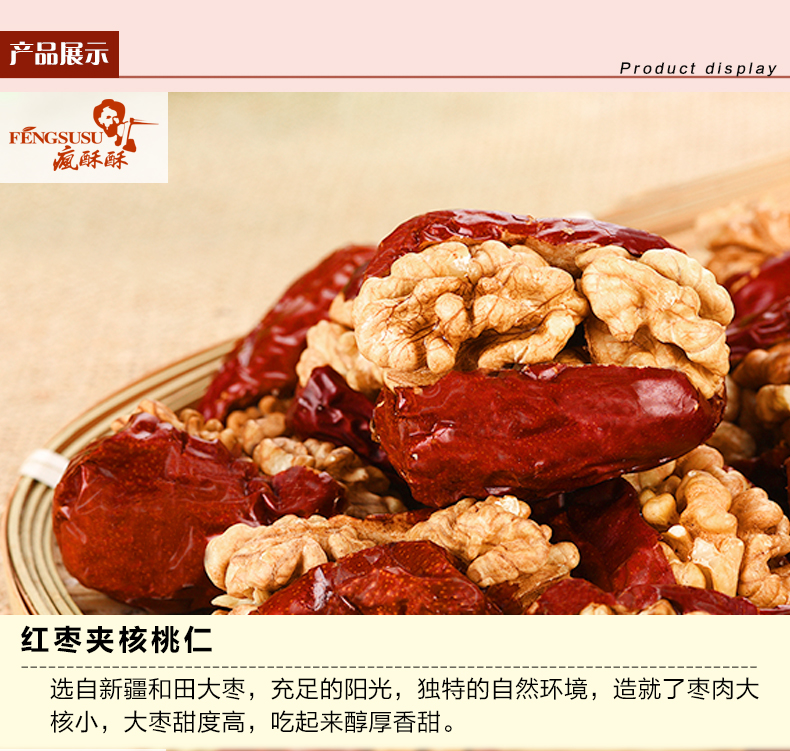 产品展示
Product display
FENGSUSU
瘋酥酥
红枣夹核桃仁
选自新疆和田大枣，充足的阳光，独特的自然环境，造就了枣肉大
核小，大枣甜度高，吃起来醇厚香甜。